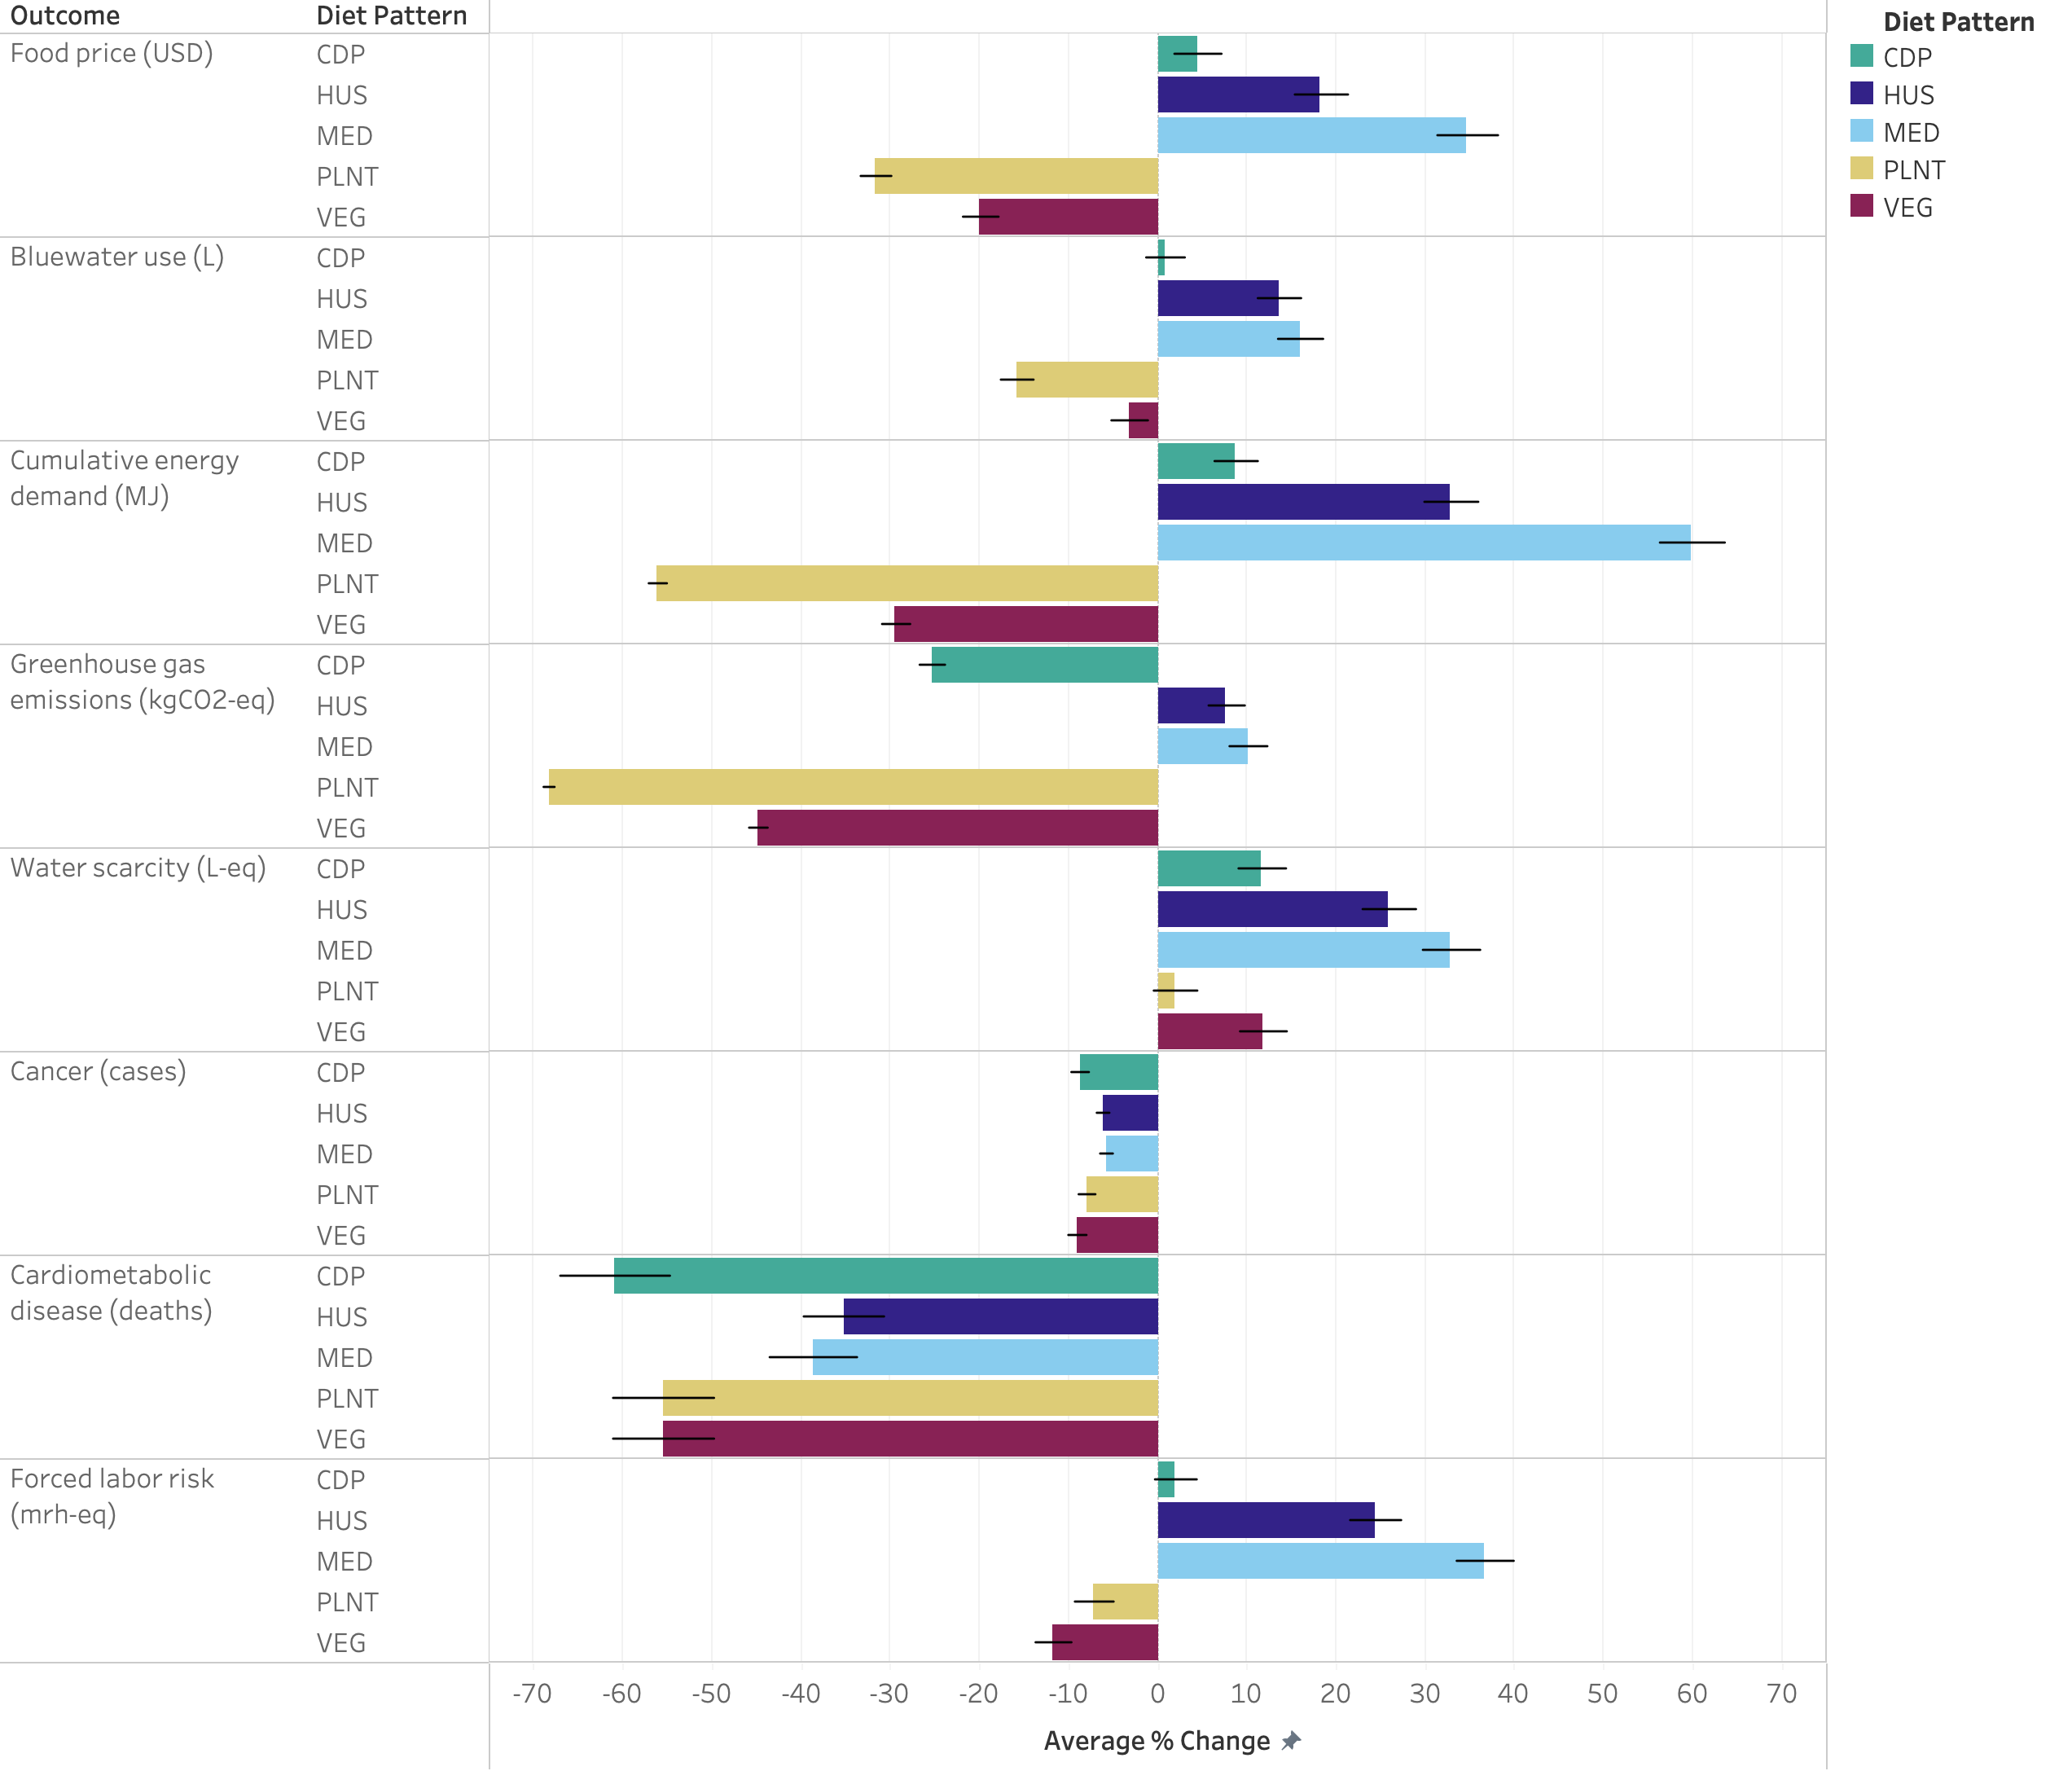 Outcome Diet Pattern
Food price (USD) CDP
HUS
MED
PLNT
VEG
Bluewater use (L) CDP
HUS
MED
PLNT
VEG
Cumulative energy CDP
demand (MJ) HUS
MED
PLNT
VEG
Greenhouse gas CDP
emissions (kgCO2-eq) HUS
MED
PLNT
VEG
Water scarcity (L-eq) CDP
HUS
MED
PLNT
VEG
Cancer (cases) CDP
HUS
MED
PLNT
VEG
Cardiometabolic CDP
disease (deaths) HUS
MED
PLNT
VEG
Forced labor risk CDP
(mrh-eq) HUS
MED
PLNT
VEG
-70 -60 -50 -40 -30 -20 -10 0 10 20 30 40 50 60 70
Average % Change
Diet Pattern
CDP
HUS
MED
PLNT
VEG